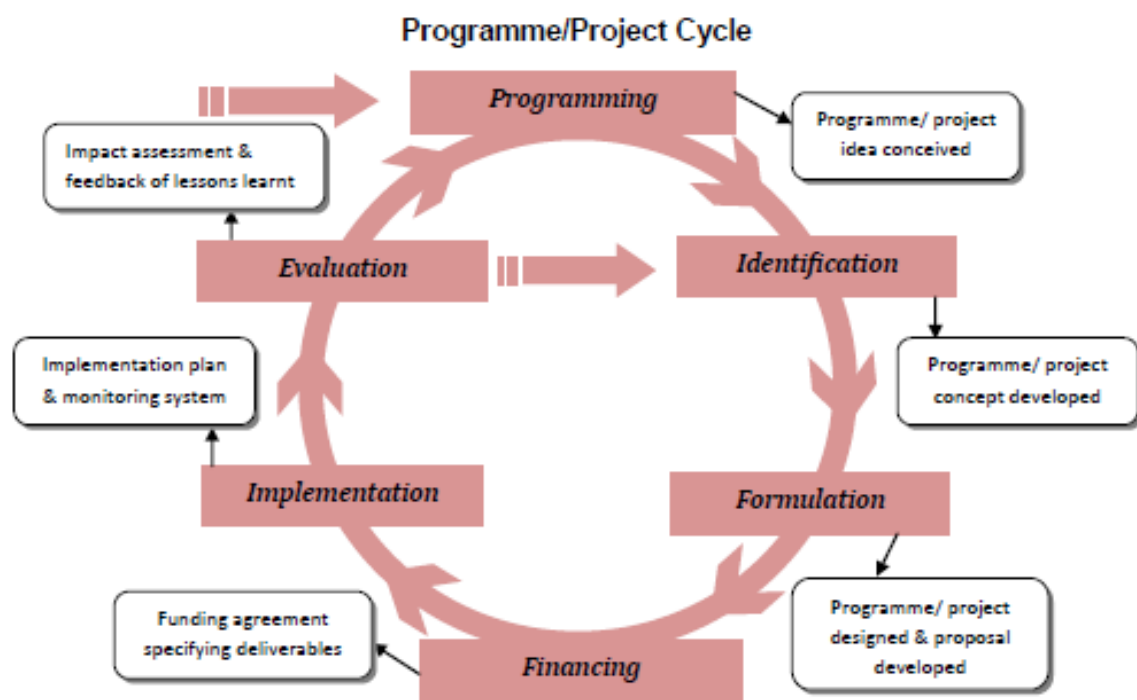 Programme/Project Cycle
Programming
Programme/ project
idea conceived
Impact assessment &
feedback of lessons learnt
Evaluation
Identification
Implementation plan
& monitoring system
Programme/ project
concept developed
Implementation
Formulation
Funding agreement
specifying deliverables
Programme/ project
designed & proposal
developed
Financing